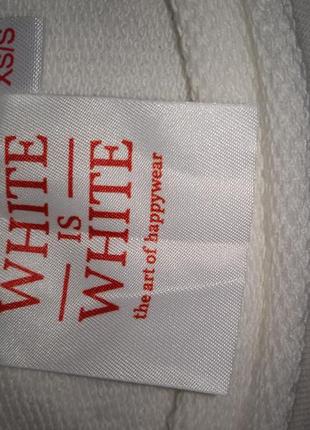 XS/S
WHITE
IS
WHITE
the art of happywear